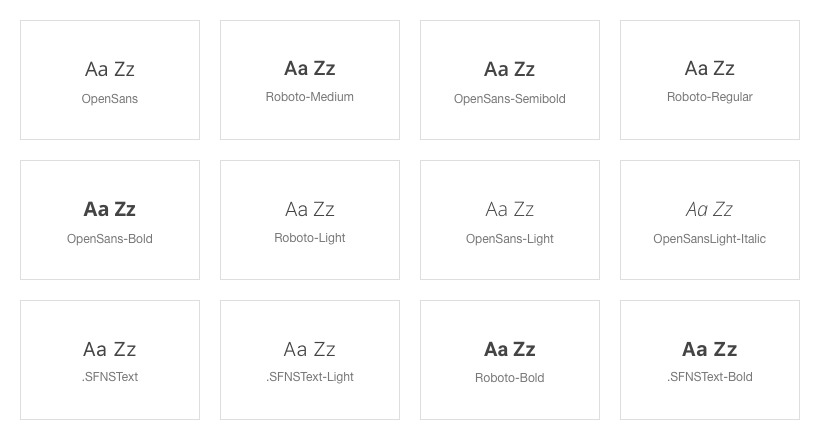 Aa Zz
OpenSans
Aa Zz
Roboto-Medium
Aa Zz
OpenSans-Semibold
Aa Zz
Roboto-Regular
Aa Zz
OpenSans-Bold
Aa Zz
Roboto-Light
Aa Zz
OpenSans-Light
Aa Zz
OpenSansLight-Italic
Aa Zz
.SFNSText
Aa Zz
.SFNSText-Light
Aa Zz
Roboto-Bold
Aa Zz
.SFNSText-Bold